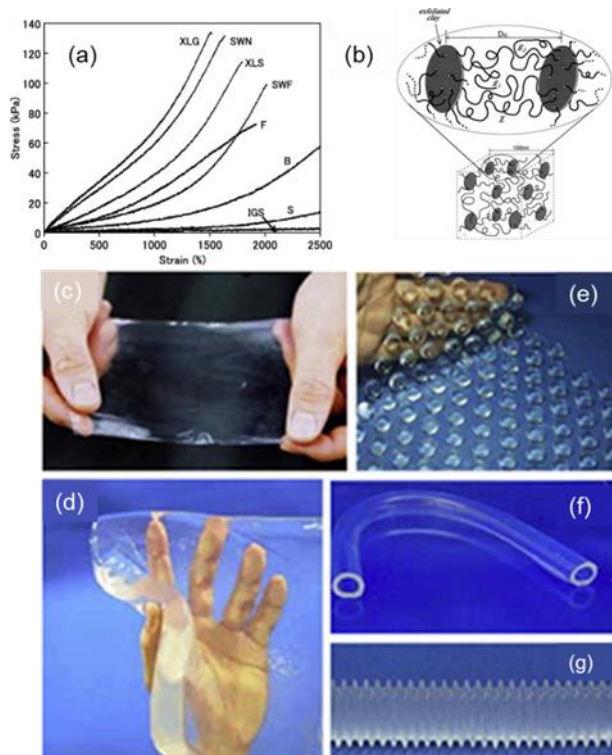 (a)
Stress (kPa)
140
120
100
80
60
40
20
0
XLG
SWN
XLS
SWF
F
B
S
IGS
0 500 1000 1500 2000 2500
Strain (%)
(b)
exfoliated
clay
100nm
(c)
(e)
(d)
(f)
(g)